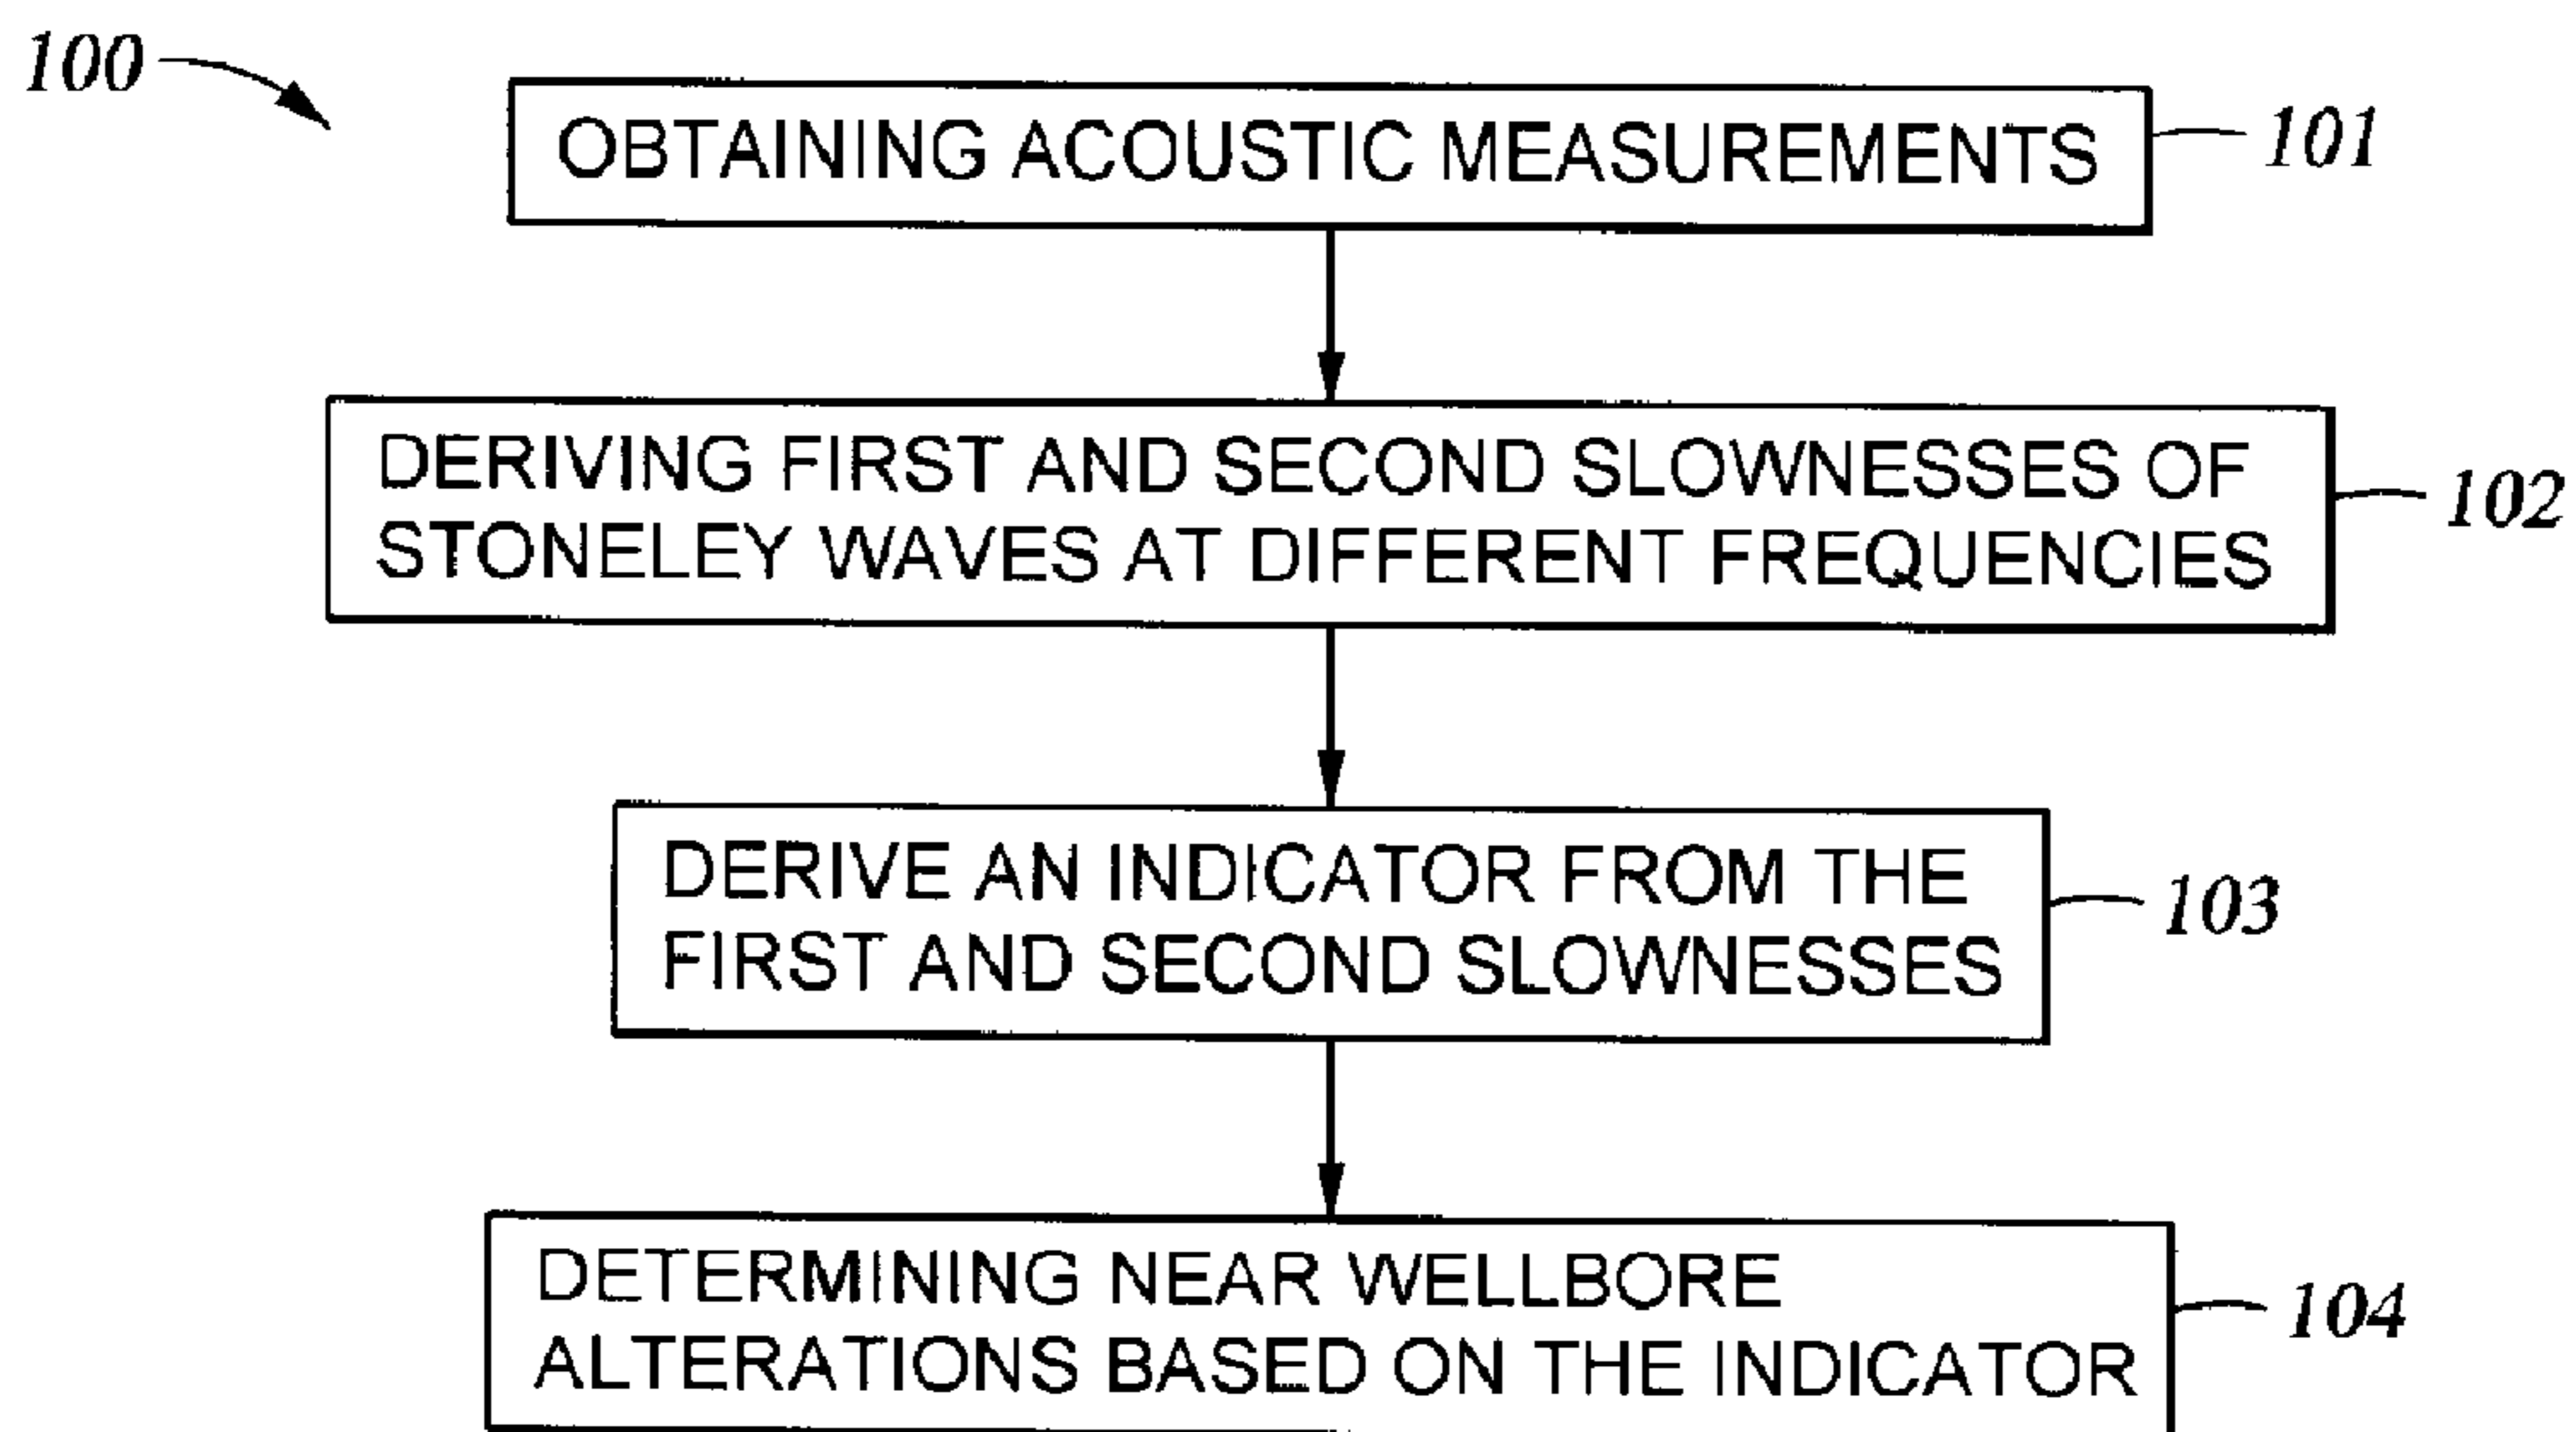 100
OBTAINING ACOUSTIC MEASUREMENTS
101
DERIVING FIRST AND SECOND SLOWNESSES OF
STONELEY WAVES AT DIFFERENT FREQUENCIES
102
DERIVE AN INDICATOR FROM THE
FIRST AND SECOND SLOWNESSES
103
DETERMINING NEAR WELLBORE
ALTERATIONS BASED ON THE INDICATOR
104